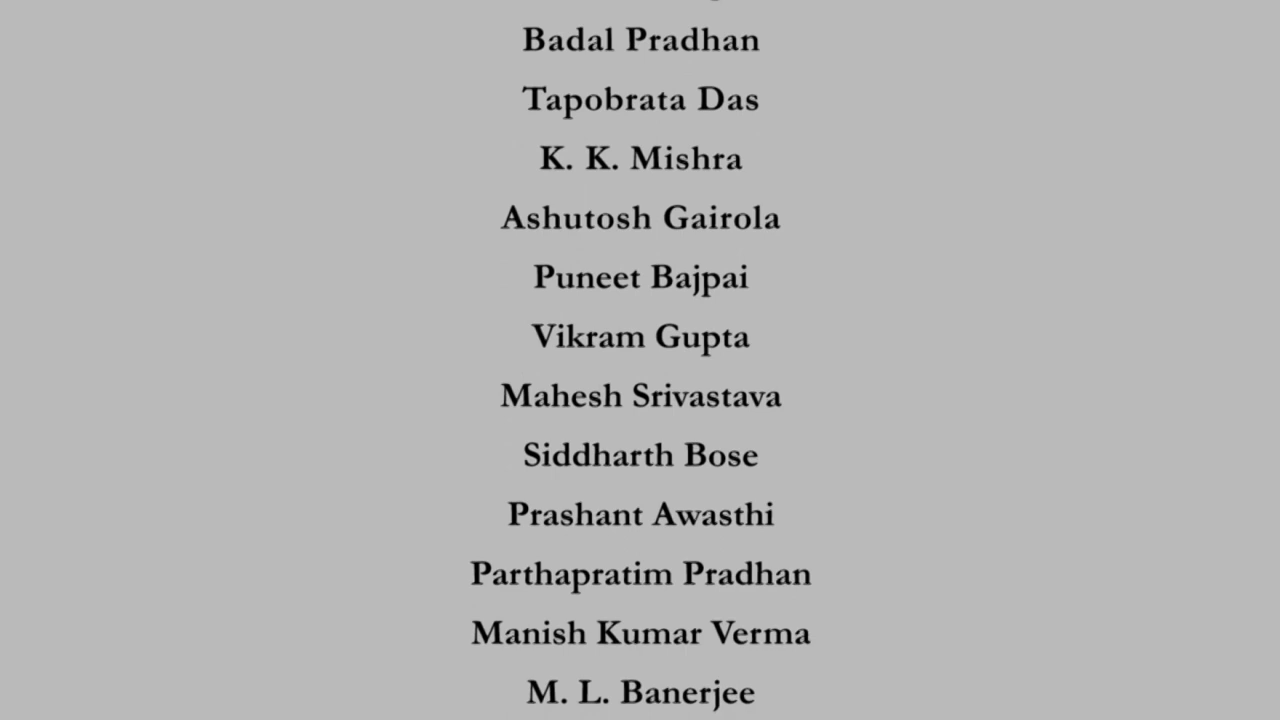 Badal Pradhan
Tapobrata Das
K. K. Mishra
Ashutosh Gairola
Puneet Bajpai
Vikram Gupta
Mahesh Srivastava
Siddharth Bose
Prashant Awasthi
Parthapratim Pradhan
Manish Kumar Verma
M. L. Banerjee